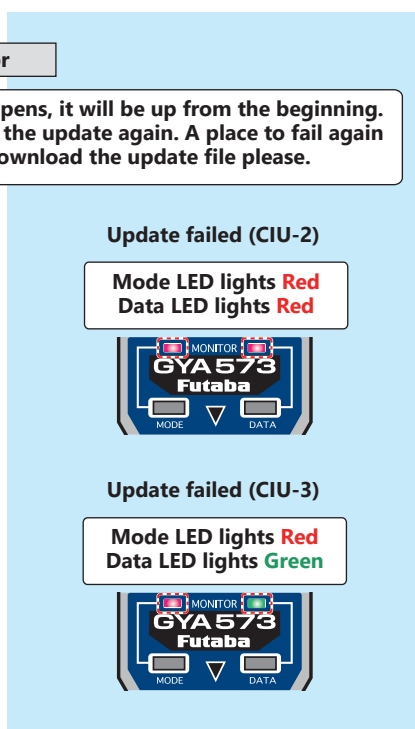 r
pens, it will be up from the beginning.
the update again. A place to fail again
ownload the update file please.
Update failed (CIU-2)
Mode LED lights Red
Data LED lights Red
MONITOR
GYA573
Futaba
MODE DATA
Update failed (CIU-3)
Mode LED lights Red
Data LED lights Green
MONITOR
GYA573
Futaba
MODE DATA